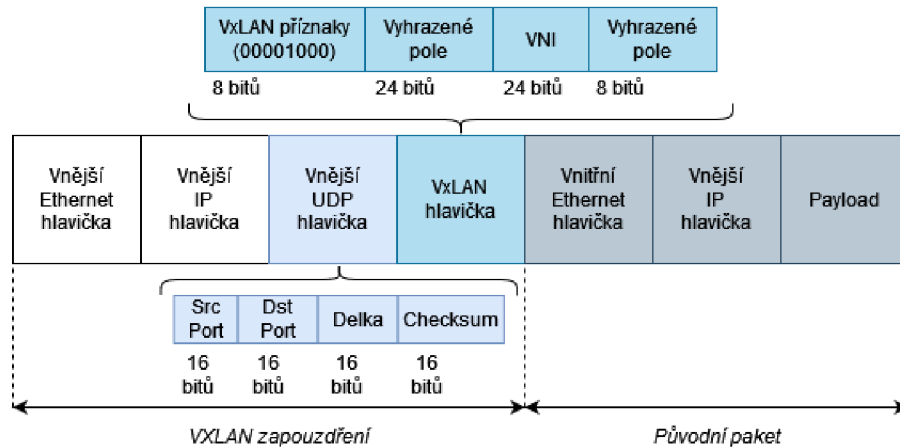 VxLAN příznaky
(00001000)
Vyhrazené
pole
VNI
Vyhrazené
pole
8 bitů
24 bitů
24 bitů
8 bitů
Vnější
Ethernet
hlavička
Vnější
IP
hlavička
Vnější
UDP
hlavička
VxLAN
hlavička
Vnitřní
Ethernet
hlavička
Vnější
IP
hlavička
Payload
Src
Port
Dst
Port
Delka
Checksum
16
bitů
16
bitů
16
bitů
16
bitů
VXLAN zapouzdření
Původní paket